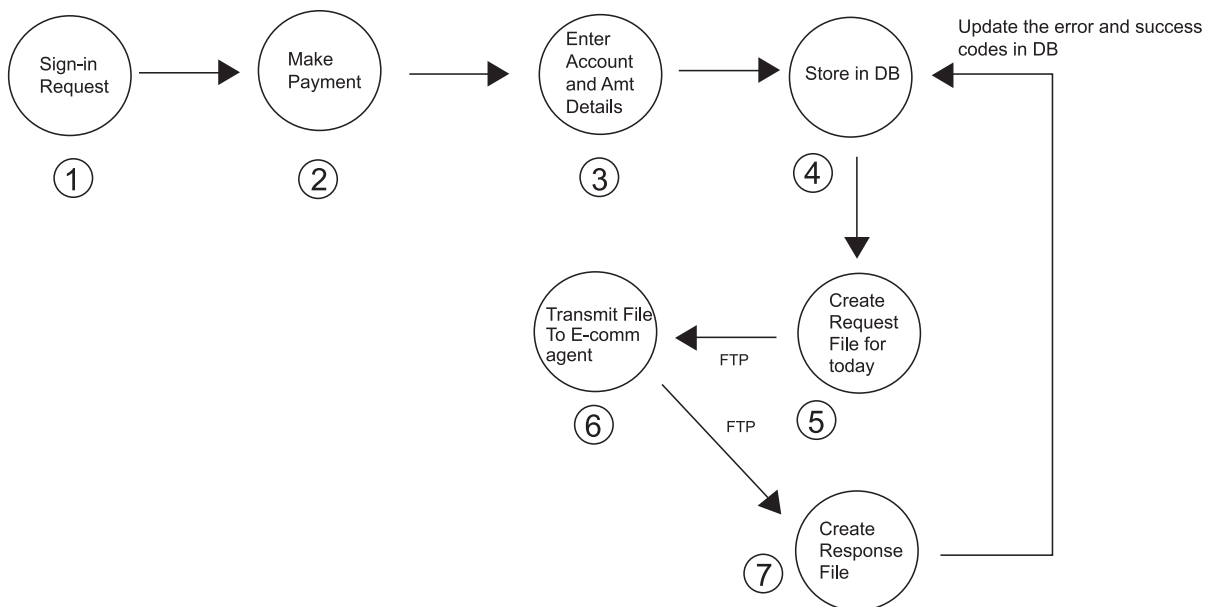 Sign-in
Request
1
Make
Payment
2
Enter
Account
and Amt
Details
3
Store in DB
4
Update the error and success
codes in DB
Create
Request
File for
today
5
FTP
Transmit File
To E-comm
agent
6
FTP
Create
Response
File
7